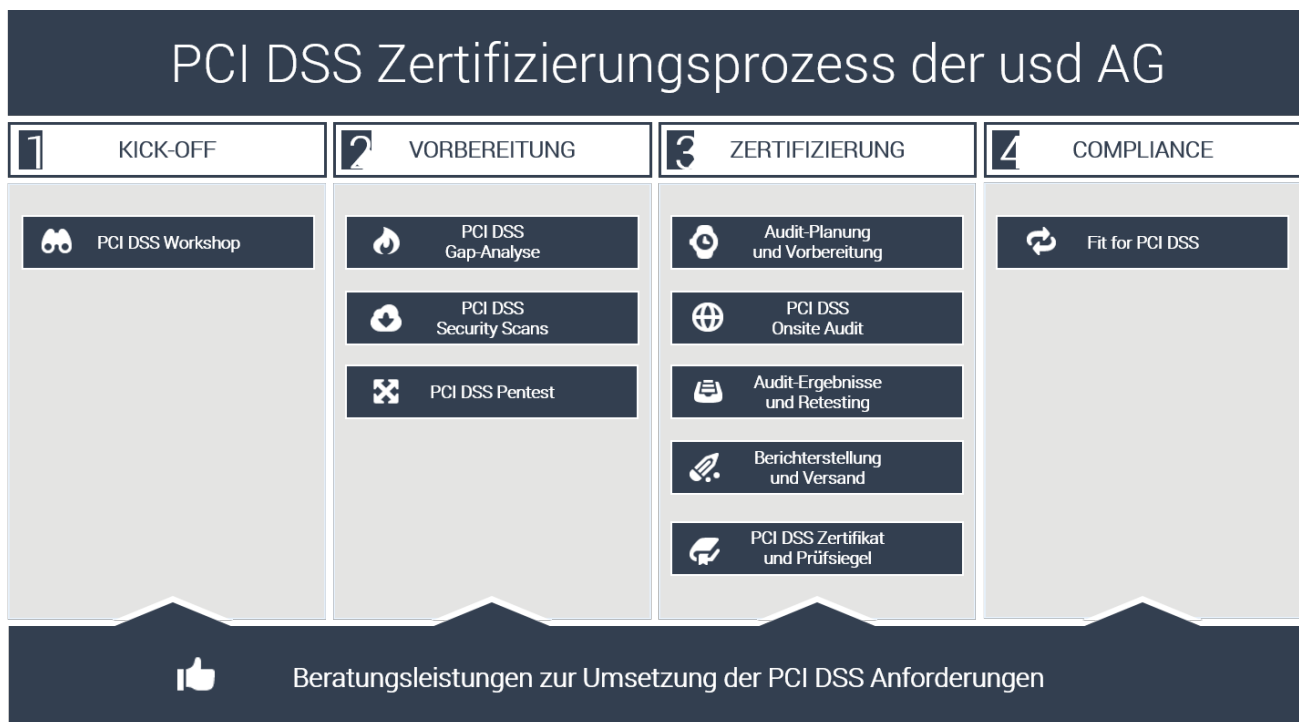 PCI DSS Zertifizierungsprozess der usd AG
1 KICK-OFF
PCI DSS Workshop
2 VORBEREITUNG
PCI DSS
Gap-Analyse
PCI DSS
Security Scans
PCI DSS Pentest
3 ZERTIFIZIERUNG
Audit-Planung
und Vorbereitung
PCI DSS
Onsite Audit
Audit-Ergebnisse
und Retesting
Berichterstellung
und Versand
PCI DSS Zertifikat
und Prüfsiegel
4 COMPLIANCE
Fit for PCI DSS
Beratungsleistungen zur Umsetzung der PCI DSS Anforderungen